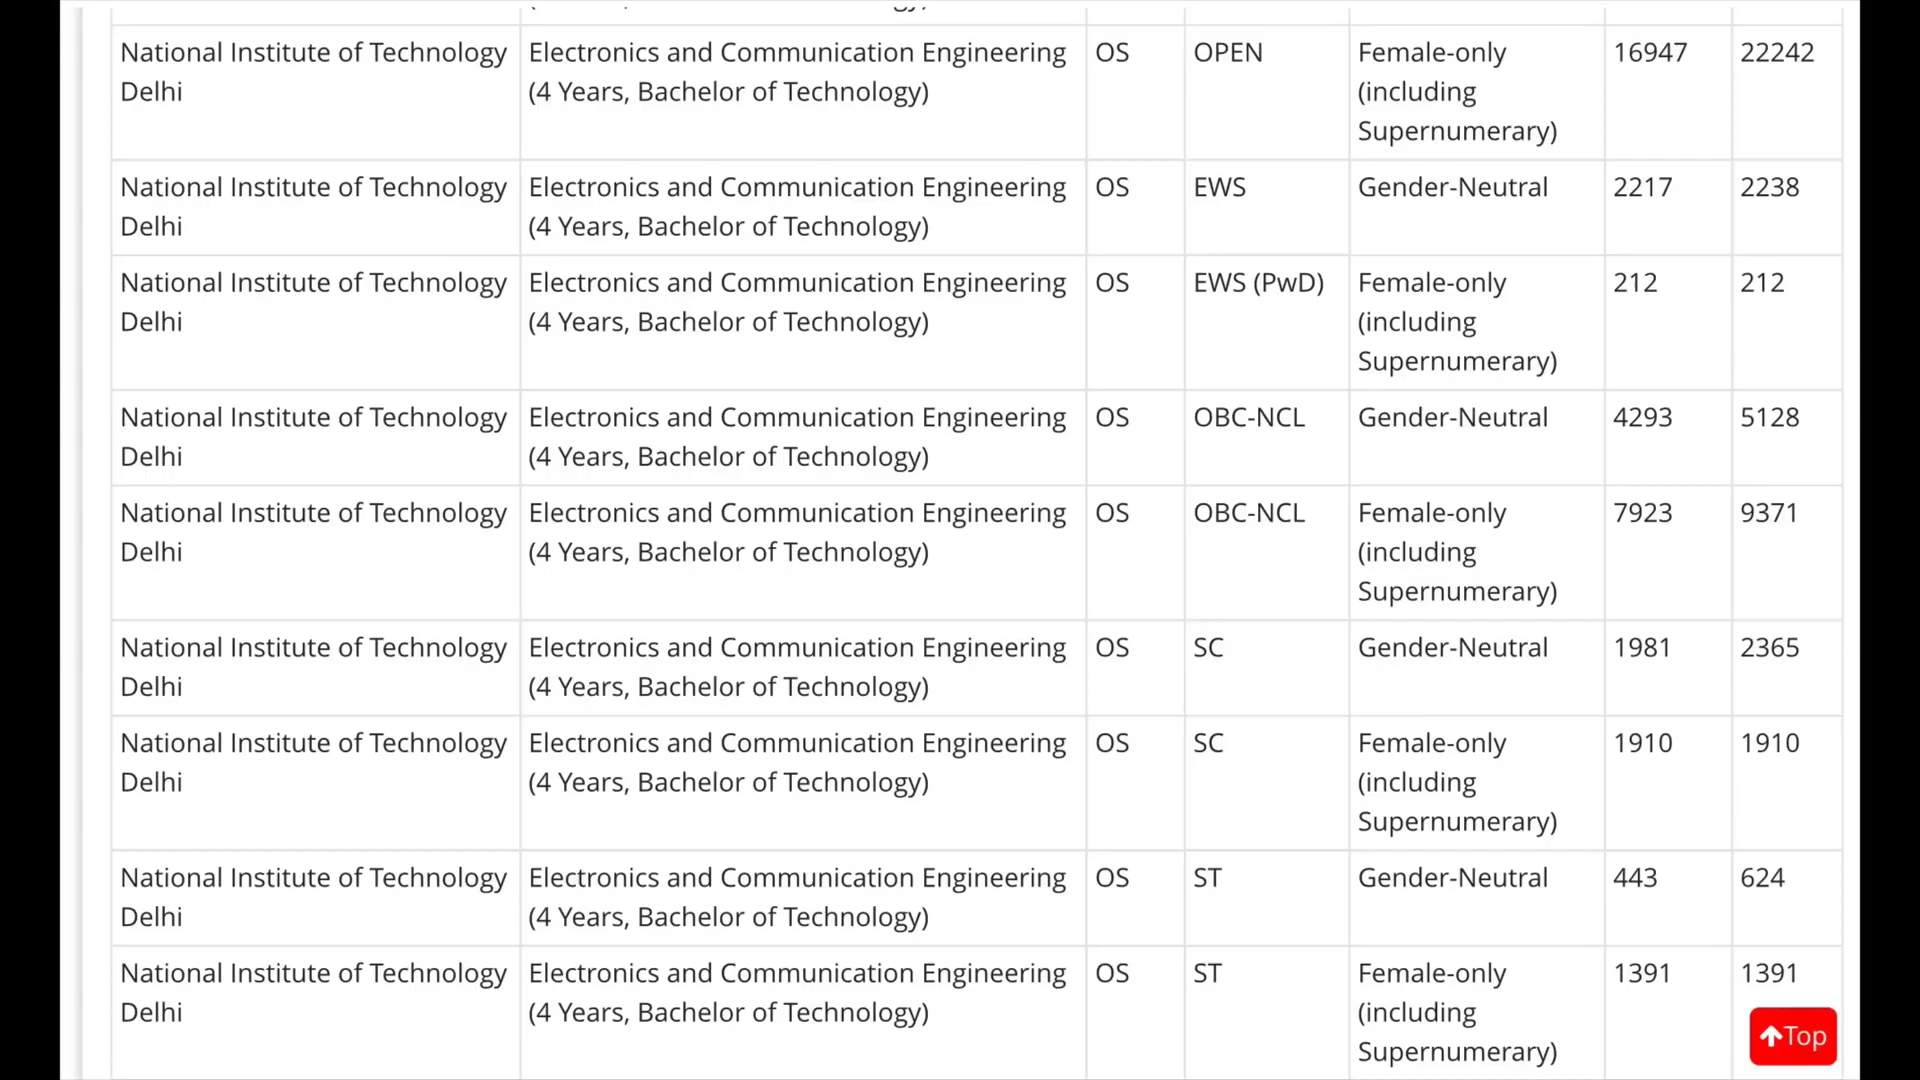 National Institute of Technology Electronics and Communication Engineering OS OPEN Female-only 16947 22242
Delhi (4 Years, Bachelor of Technology) (including
Supernumerary)
National Institute of Technology Electronics and Communication Engineering OS EWS Gender-Neutral 2217 2238
Delhi (4 Years, Bachelor of Technology)
National Institute of Technology Electronics and Communication Engineering OS EWS (PwD) Female-only 212 212
Delhi (4 Years, Bachelor of Technology) (including
Supernumerary)
National Institute of Technology Electronics and Communication Engineering OS OBC-NCL Gender-Neutral 4293 5128
Delhi (4 Years, Bachelor of Technology)
National Institute of Technology Electronics and Communication Engineering OS OBC-NCL Female-only 7923 9371
Delhi (4 Years, Bachelor of Technology) (including
Supernumerary)
National Institute of Technology Electronics and Communication Engineering OS SC Gender-Neutral 1981 2365
Delhi (4 Years, Bachelor of Technology)
National Institute of Technology Electronics and Communication Engineering OS SC Female-only 1910 1910
Delhi (4 Years, Bachelor of Technology) (including
Supernumerary)
National Institute of Technology Electronics and Communication Engineering OS ST Gender-Neutral 443 624
Delhi (4 Years, Bachelor of Technology)
National Institute of Technology Electronics and Communication Engineering OS ST Female-only 1391 1391
Delhi (4 Years, Bachelor of Technology) (including
Supernumerary)
Top